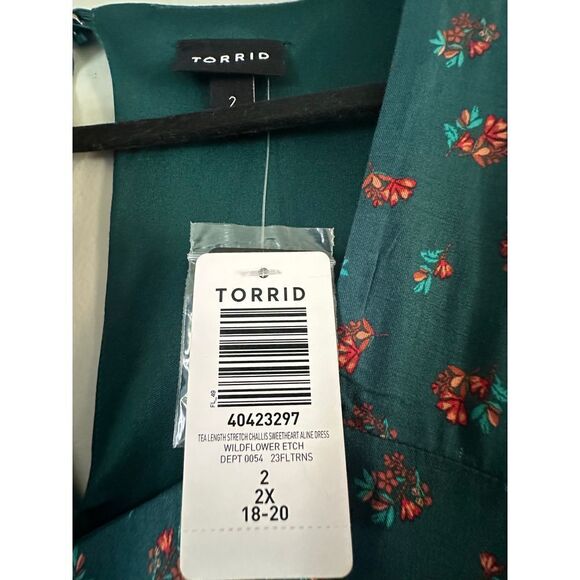 TORRID
2
TORRID
FL_49
40423297
TEA LENGTH STRETCH CHALLIS SWEETHEART ALINE DRESS
WILDFLOWER ETCH
DEPT 0054 23FLTRNS
2
2X
18-20